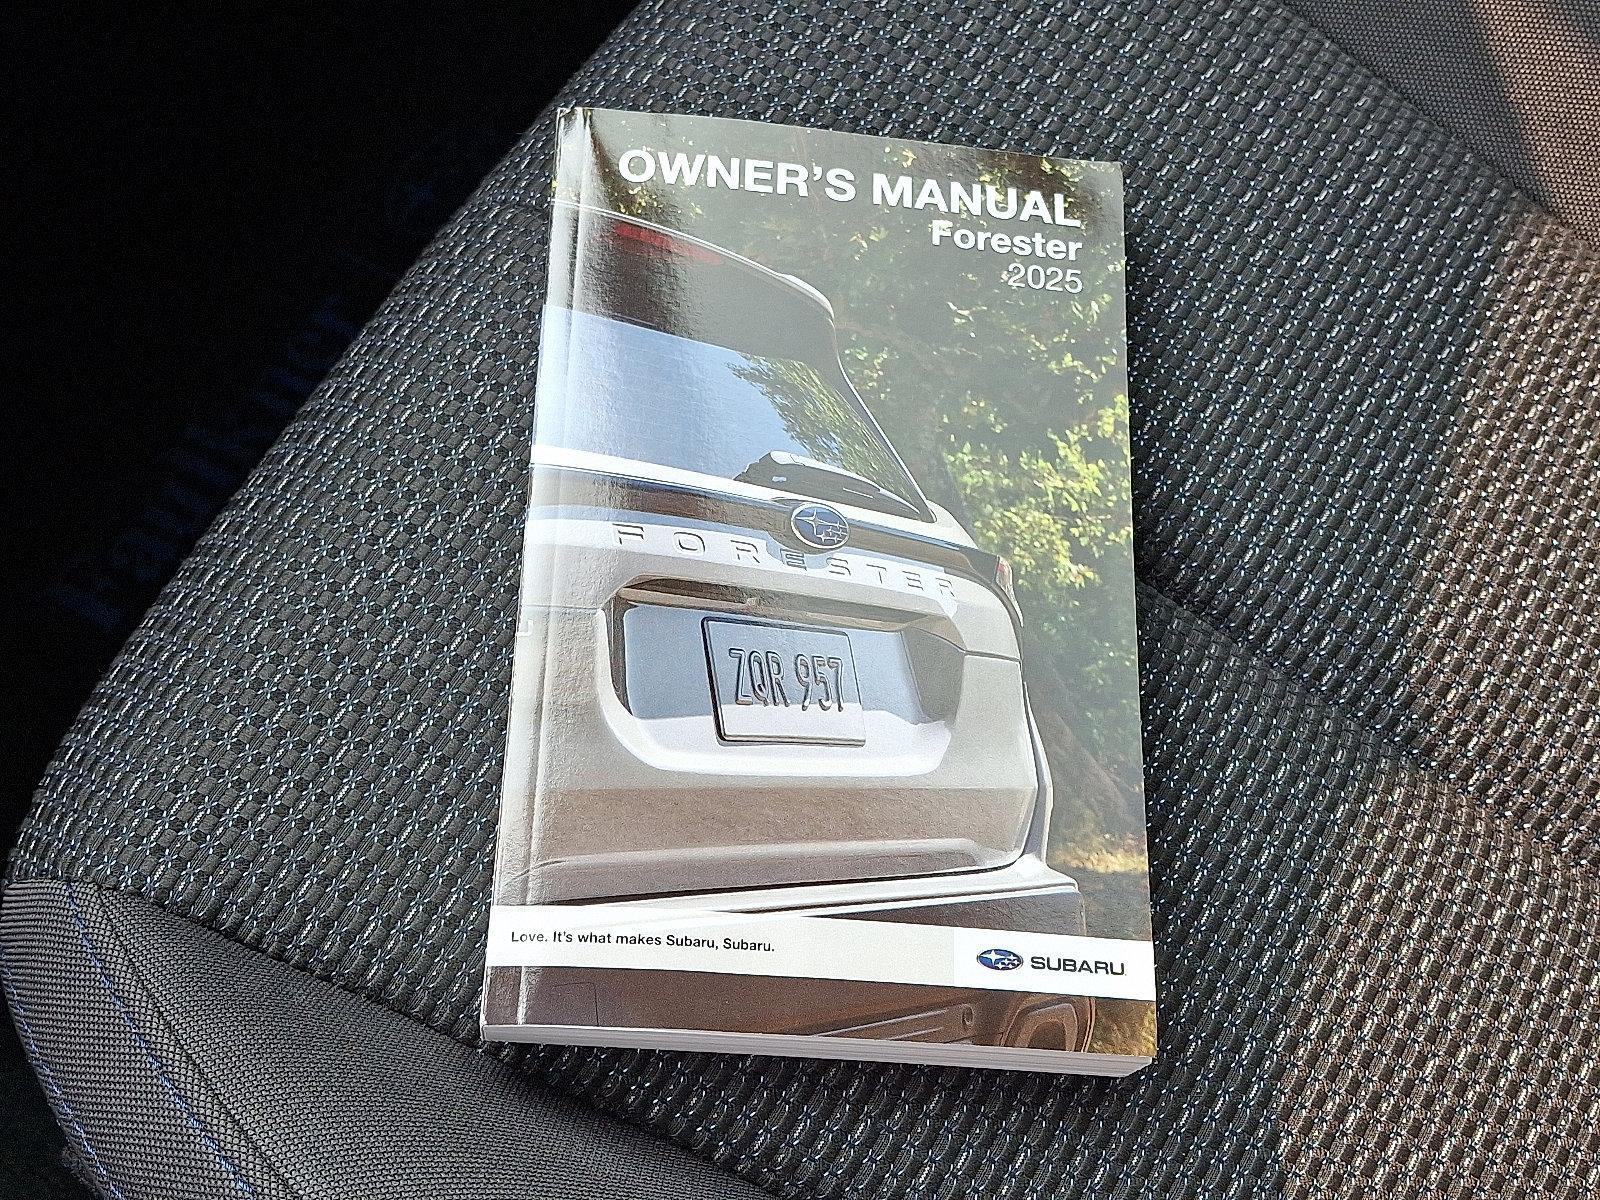 OWNER'S MANUAL
Forester
2025
FORESTER
ZQR 957
Love. It's what makes Subaru, Subaru.
SUBARU